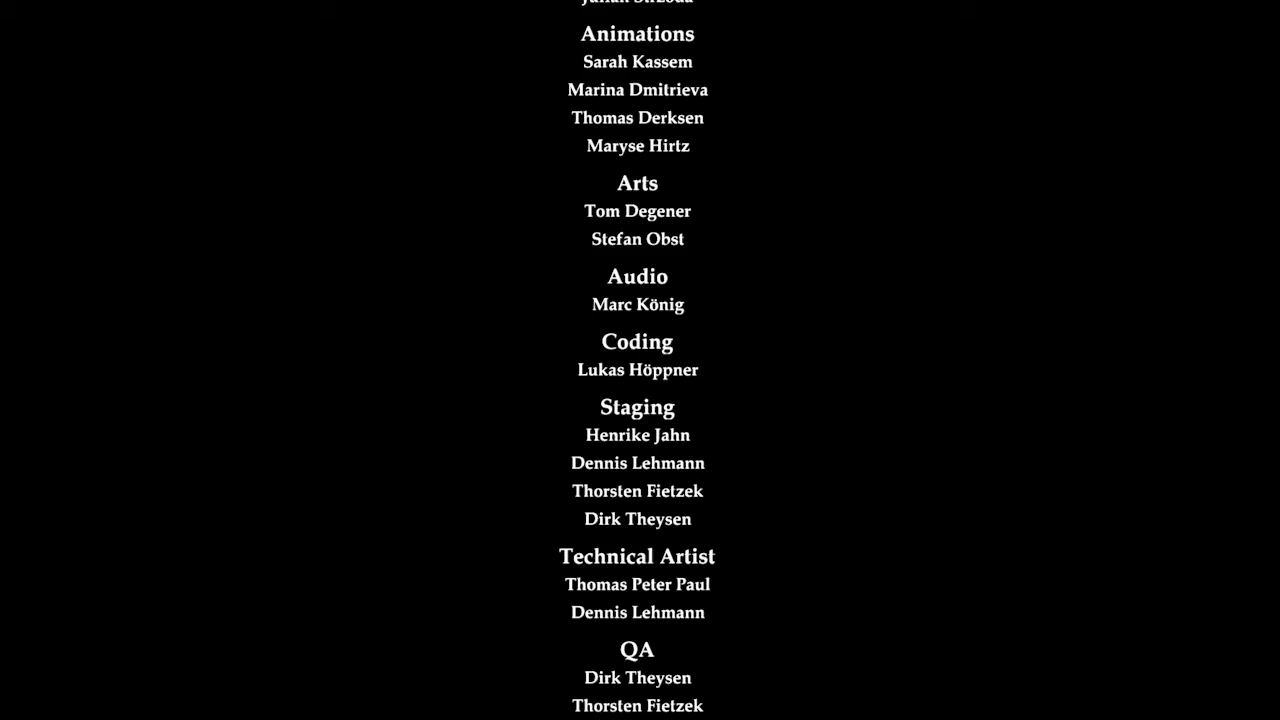 Animations
Sarah Kassem
Marina Dmitrieva
Thomas Derksen
Maryse Hirtz
Arts
Tom Degener
Stefan Obst
Audio
Marc König
Coding
Lukas Höppner
Staging
Henrike Jahn
Dennis Lehmann
Thorsten Fietzek
Dirk Theysen
Technical Artist
Thomas Peter Paul
Dennis Lehmann
QA
Dirk Theysen
Thorsten Fietzek